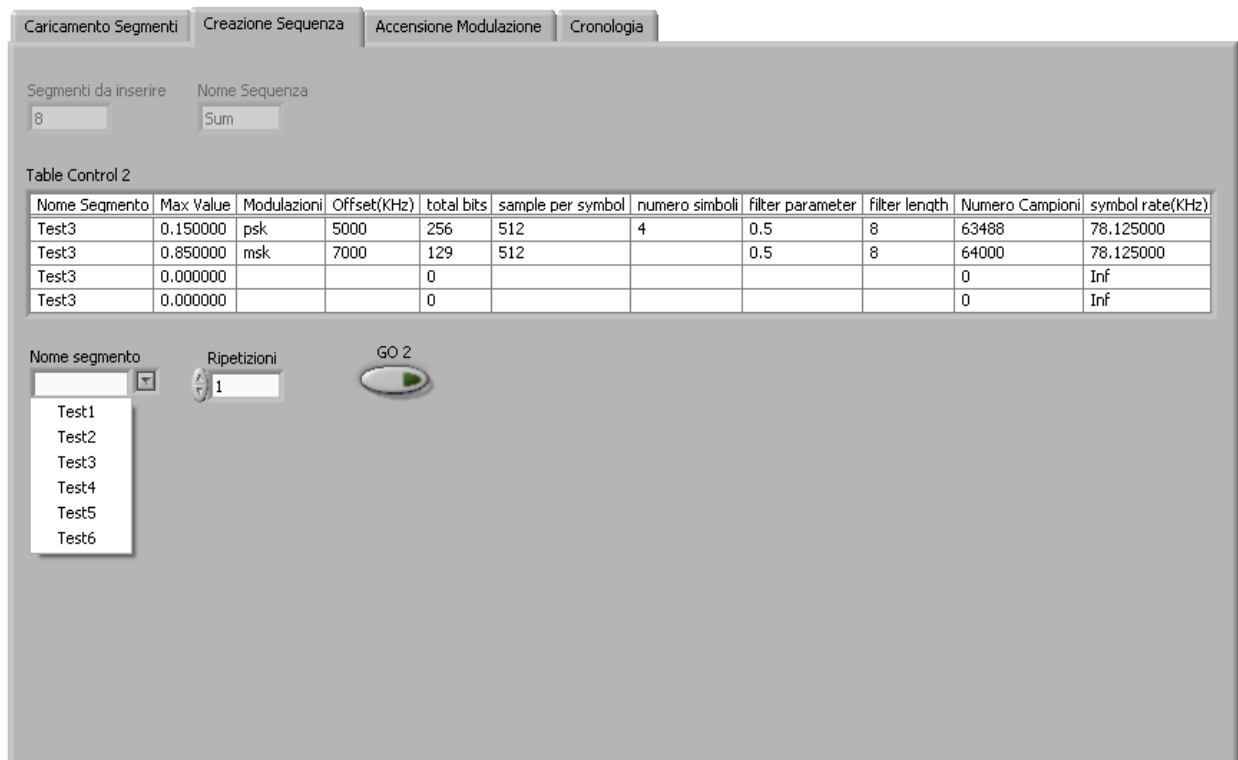 Caricamento Segmenti Creazione Sequenza Accensione Modulazione Cronologia
Segmenti da inserire Nome Sequenza
8 Sum
Table Control 2
Nome Segmento Max Value Modulazioni Offset(KHz) total bits sample per symbol numero simboli filter parameter filter length Numero Campioni symbol rate(KHz)
Test3 0.150000 psk 5000 256 512 4 0.5 8 63488 78.125000
Test3 0.850000 msk 7000 129 512 0.5 8 64000 78.125000
Test3 0.000000 0 0 Inf
Test3 0.000000 0 0 Inf
Nome segmento Ripetizioni GO 2
1
Test1
Test2
Test3
Test4
Test5
Test6